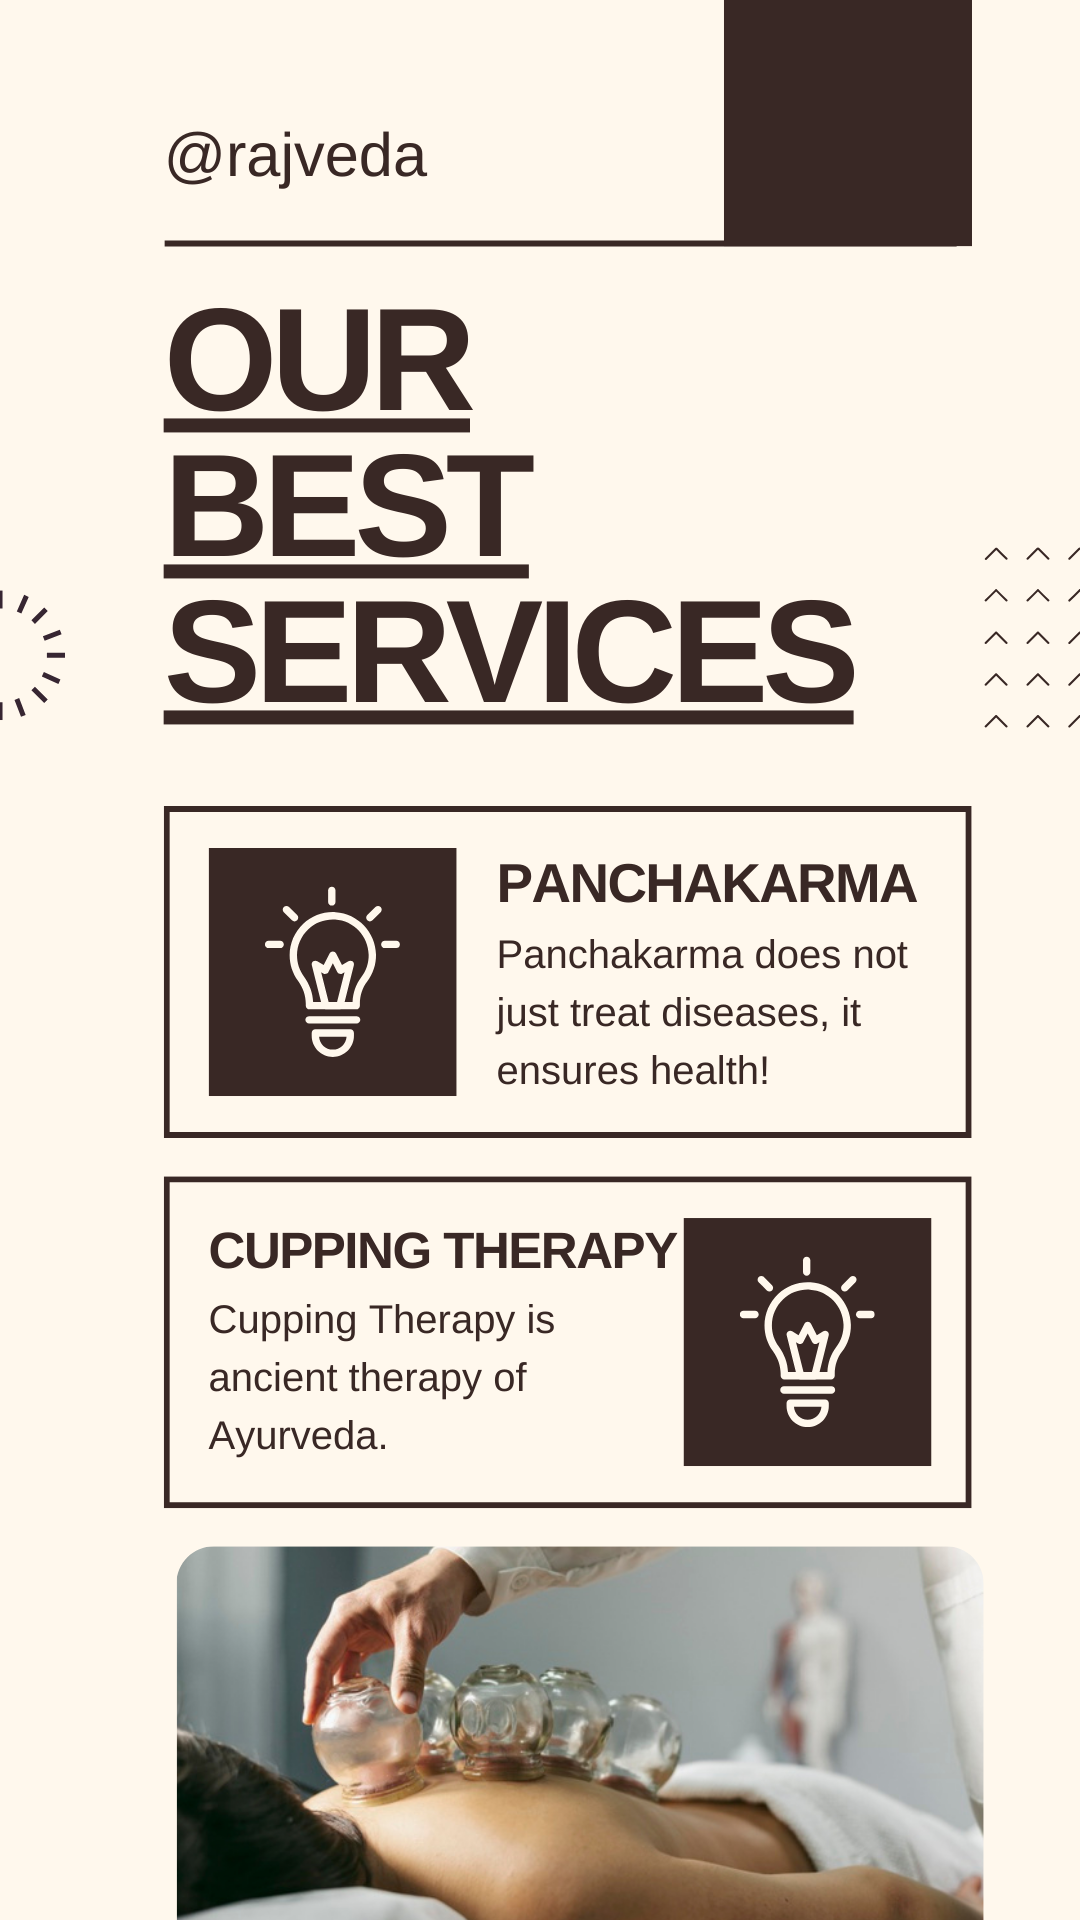 @rajveda
OUR
BEST
SERVICES
PANCHAKARMA
Panchakarma does not
just treat diseases, it
ensures health!
CUPPING THERAPY
Cupping Therapy is
ancient therapy of
Ayurveda.